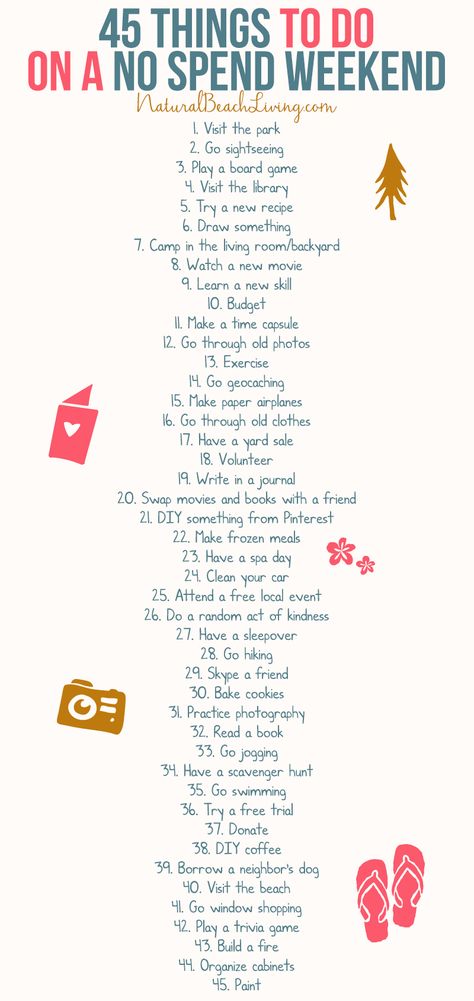 45 THINGS TO DO
ON A NO SPEND WEEKEND
NaturalBeachLiving.com
1. Visit the park
2. Go sightseeing
3. Play a board game
4. Visit the library
5. Try a new recipe
6. Draw something
7. Camp in the living room/backyard
8. Watch a new movie
9. Learn a new skill
10. Budget
11. Make a time capsule
12. Go through old photos
13. Exercise
14. Go geocaching
15. Make paper airplanes
16. Go through old clothes
17. Have a yard sale
18. Volunteer
19. Write in a journal
20. Swap movies and books with a friend
21. DIY something from Pinterest
22. Make frozen meals
23. Have a spa day
24. Clean your car
25. Attend a free local event
26. Do a random act of kindness
27. Have a sleepover
28. Go hiking
29. Skype a friend
30. Bake cookies
31. Practice photography
32. Read a book
33. Go jogging
34. Have a scavenger hunt
35. Go swimming
36. Try a free trial
37. Donate
38. DIY coffee
39. Borrow a neighbor's dog
40. Visit the beach
41. Go window shopping
42. Play a trivia game
43. Build a fire
44. Organize cabinets
45. Paint